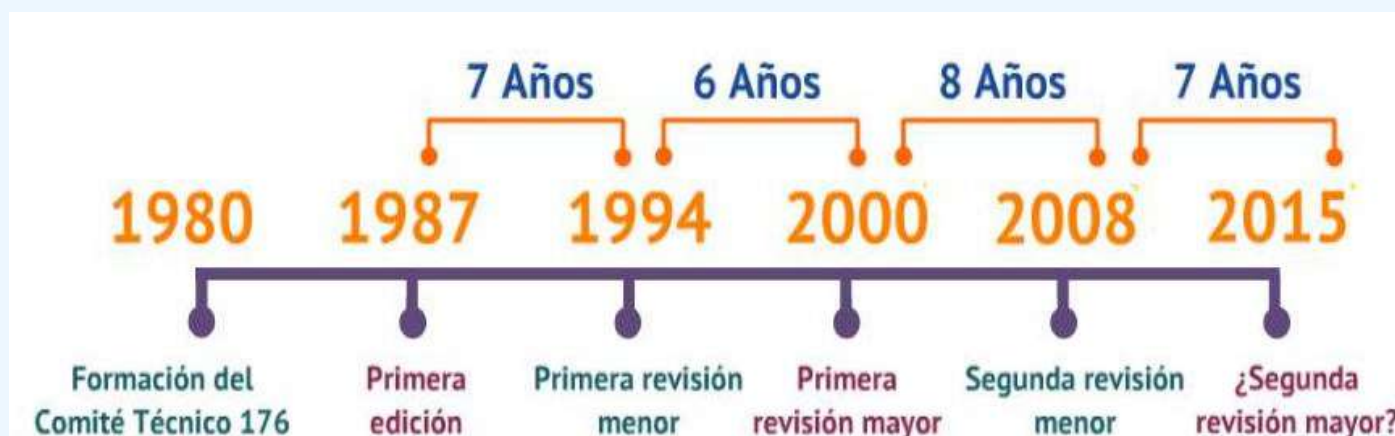 7 Años 6 Años 8 Años 7 Años
1980 1987 1994 2000 2008 2015
Formación del Primera Primera revisión Primera Segunda revisión ¿Segunda
Comité Técnico 176 edición menor revisión mayor menor revisión mayor?